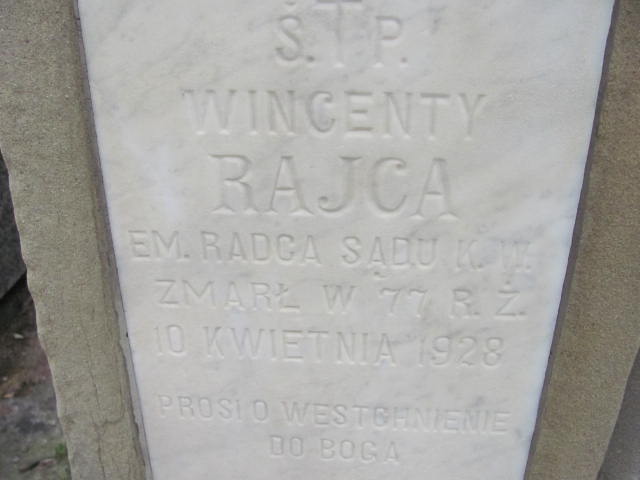 Ś. † P.
WINCENTY
RAJCA
EM. RADCA SĄDU K. W.
ZMARŁ W 77 R. Ż.
10 KWIETNIA 1928
PROSI O WESTCHNIENIE
DO BOGA